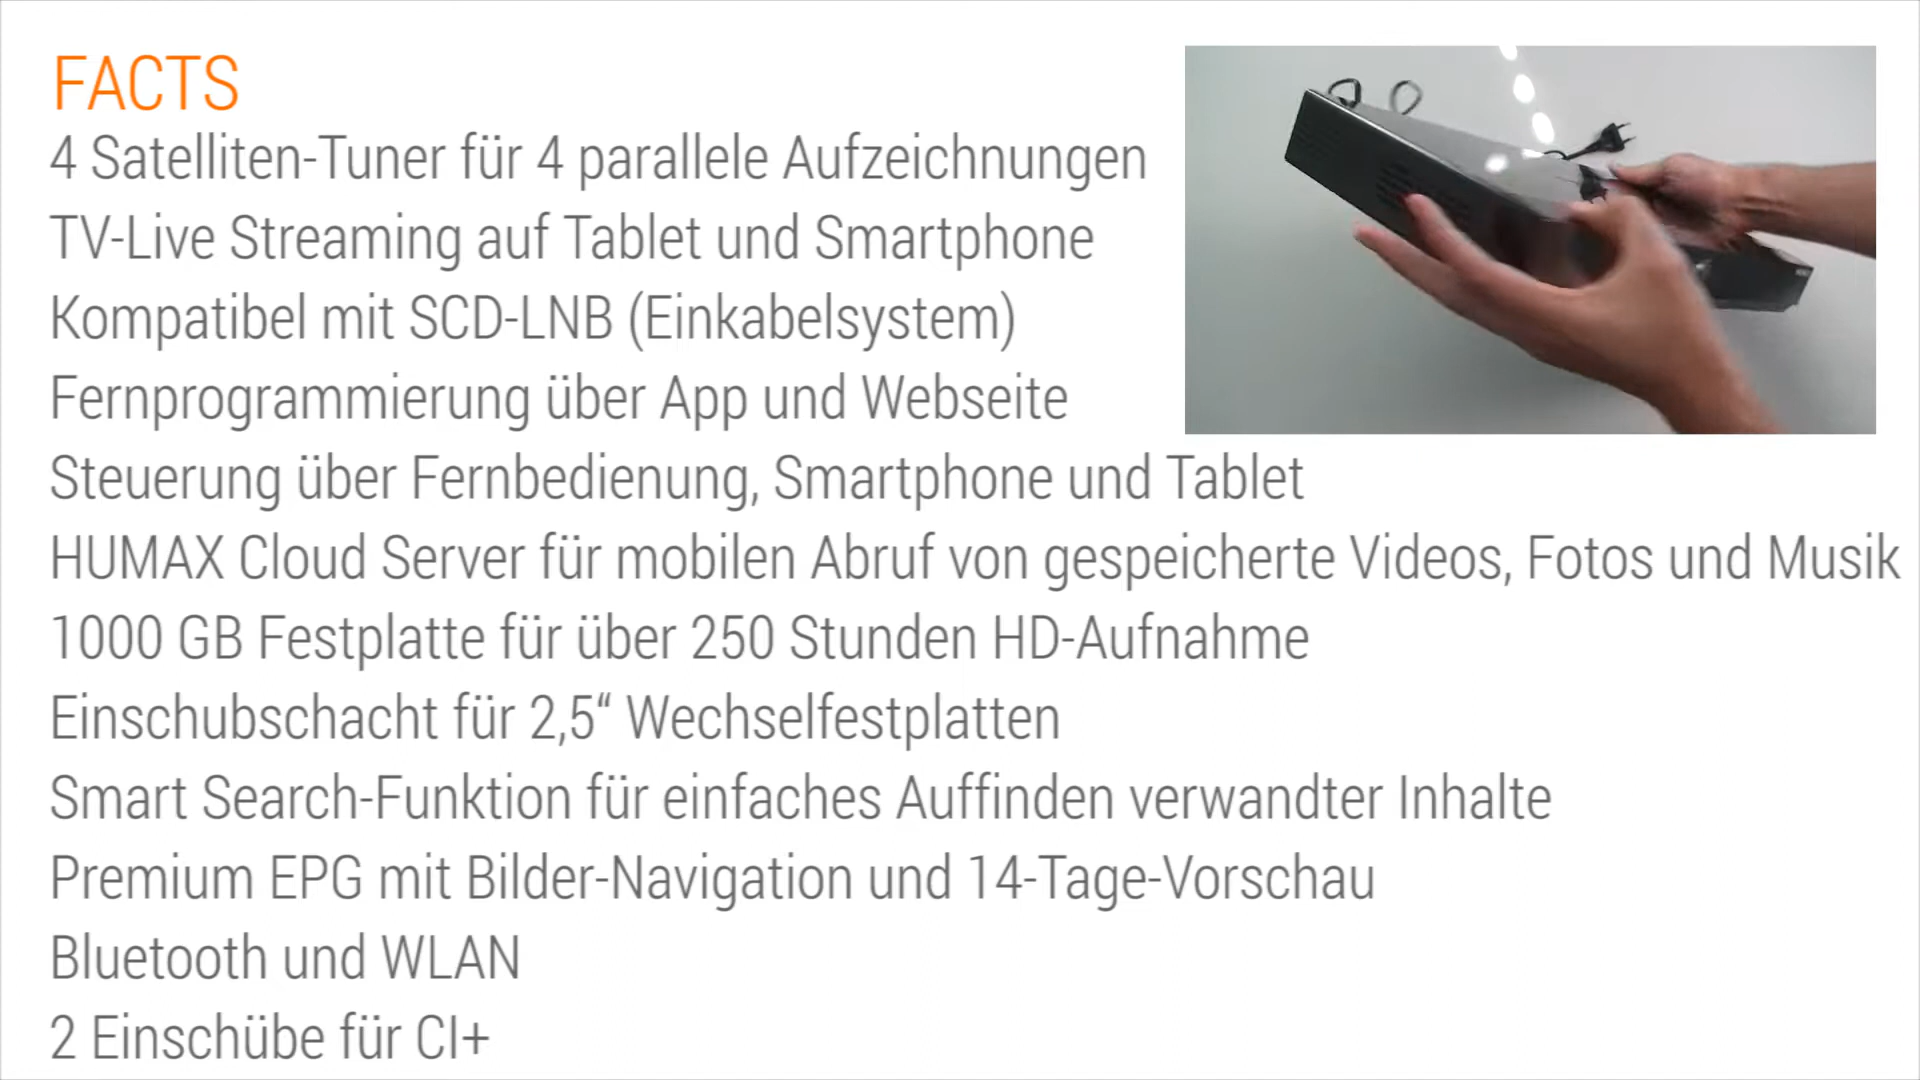 FACTS
4 Satelliten-Tuner für 4 parallele Aufzeichnungen
TV-Live Streaming auf Tablet und Smartphone
Kompatibel mit SCD-LNB (Einkabelsystem)
Fernprogrammierung über App und Webseite
Steuerung über Fernbedienung, Smartphone und Tablet
HUMAX Cloud Server für mobilen Abruf von gespeicherte Videos, Fotos und Musik
1000 GB Festplatte für über 250 Stunden HD-Aufnahme
Einschubschacht für 2,5“ Wechselfestplatten
Smart Search-Funktion für einfaches Auffinden verwandter Inhalte
Premium EPG mit Bilder-Navigation und 14-Tage-Vorschau
Bluetooth und WLAN
2 Einschübe für CI+